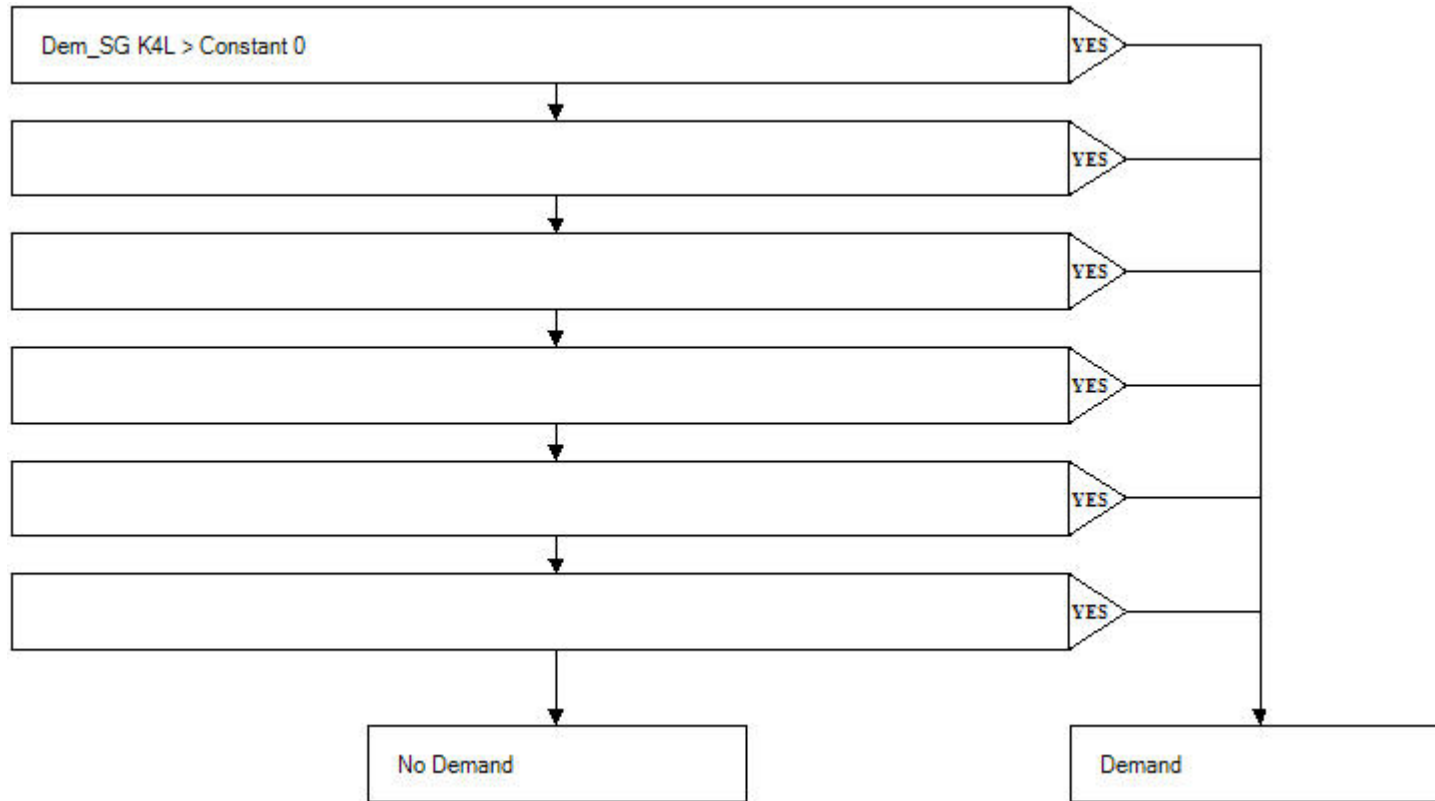 Dem_SG K4L > Constant 0
YES
YES
YES
YES
YES
YES
No Demand
Demand